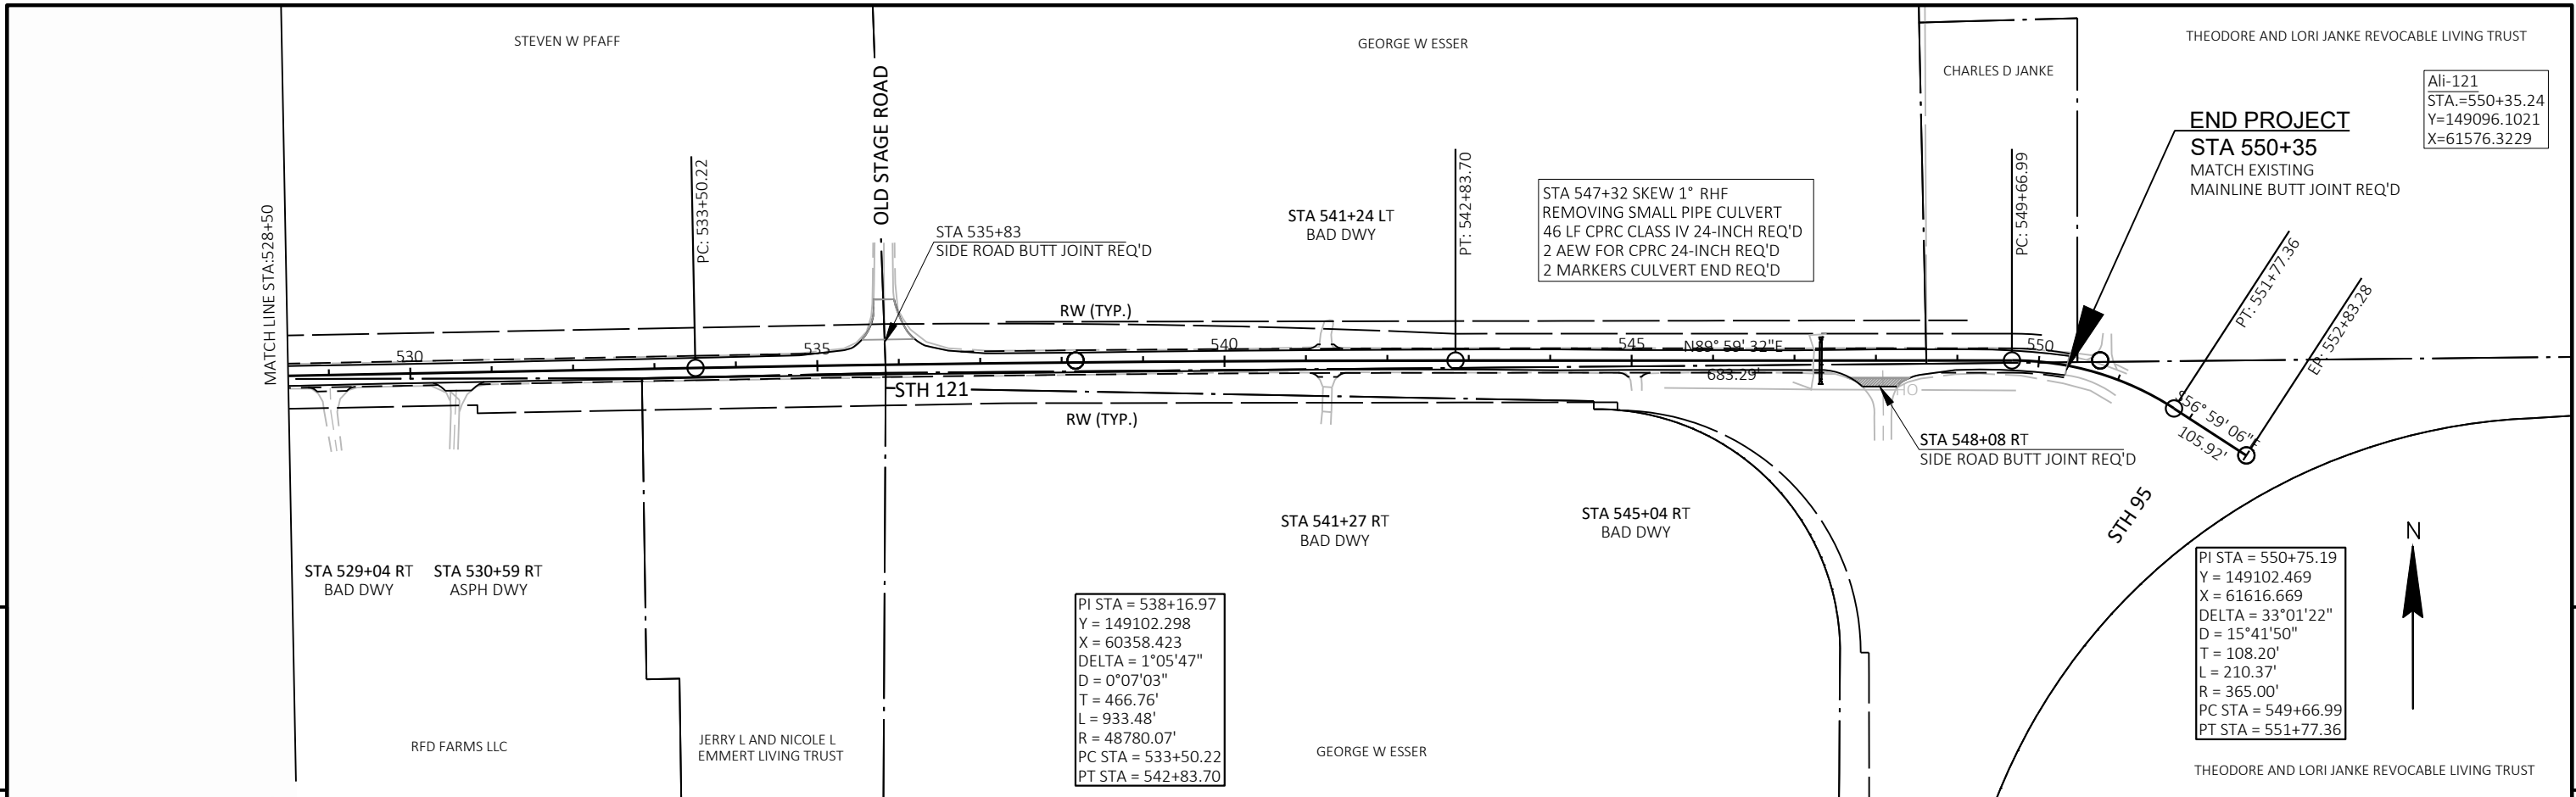 STEVEN W PFAFF
GEORGE W ESSER
THEODORE AND LORI JANKE REVOCABLE LIVING TRUST
CHARLES D JANKE
Ali-121
STA.=550+35.24
Y=149096.1021
X=61576.3229
END PROJECT
STA 550+35
MATCH EXISTING
MAINLINE BUTT JOINT REQ'D
MATCH LINE STA:528+50
PC: 533+50.22
OLD STAGE ROAD
STA 535+83
SIDE ROAD BUTT JOINT REQ'D
STA 541+24 LT
BAD DWY
PT: 542+83.70
STA 547+32 SKEW 1° RHF
REMOVING SMALL PIPE CULVERT
46 LF CPRC CLASS IV 24-INCH REQ'D
2 AEW FOR CPRC 24-INCH REQ'D
2 MARKERS CULVERT END REQ'D
PC: 549+66.99
PT: 551+77.36
EP: 552+83.28
RW (TYP.)
530
535
540
545
N89° 59' 32"E
683.29'
550
STH 121
RW (TYP.)
HO
S56° 59' 06"E
105.92'
STA 548+08 RT
SIDE ROAD BUTT JOINT REQ'D
STH 95
N
STA 529+04 RT
BAD DWY
STA 530+59 RT
ASPH DWY
STA 541+27 RT
BAD DWY
STA 545+04 RT
BAD DWY
PI STA = 538+16.97
Y = 149102.298
X = 60358.423
DELTA = 1°05'47"
D = 0°07'03"
T = 466.76'
L = 933.48'
R = 48780.07'
PC STA = 533+50.22
PT STA = 542+83.70
PI STA = 550+75.19
Y = 149102.469
X = 61616.669
DELTA = 33°01'22"
D = 15°41'50"
T = 108.20'
L = 210.37'
R = 365.00'
PC STA = 549+66.99
PT STA = 551+77.36
RFD FARMS LLC
JERRY L AND NICOLE L
EMMERT LIVING TRUST
GEORGE W ESSER
THEODORE AND LORI JANKE REVOCABLE LIVING TRUST